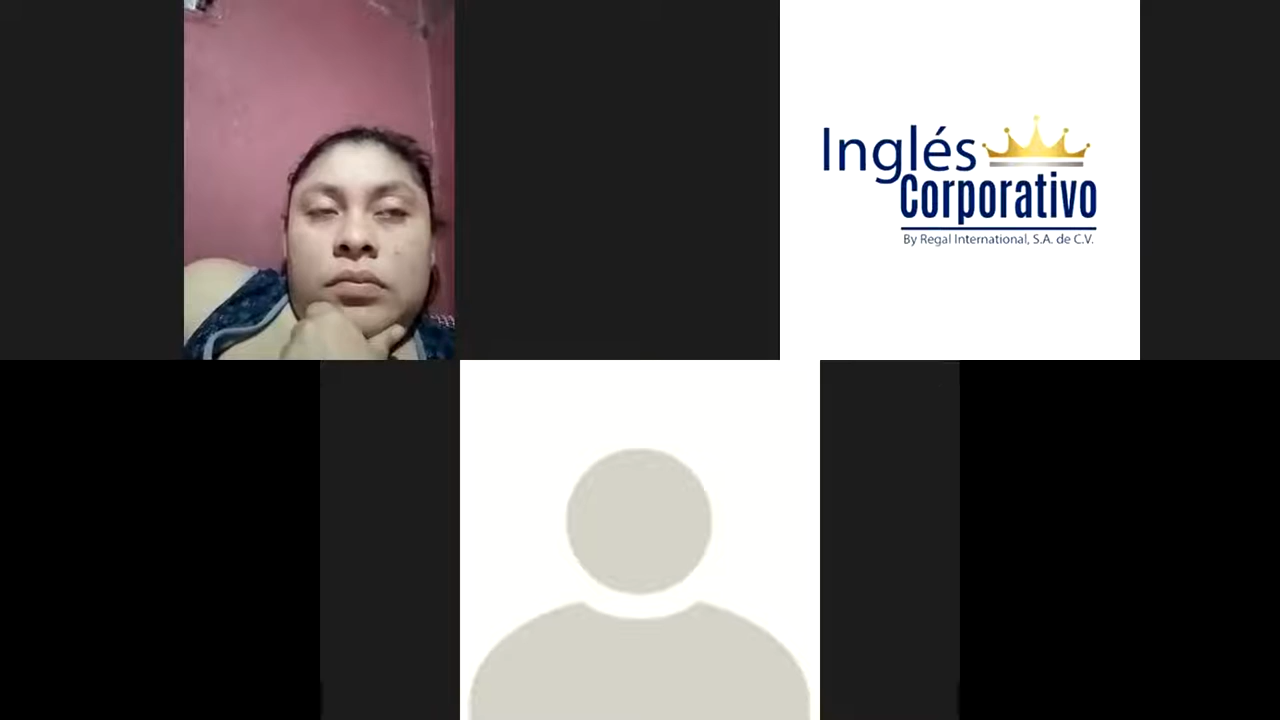 Inglés
Corporativo
By Regal International, S.A. de C.V.